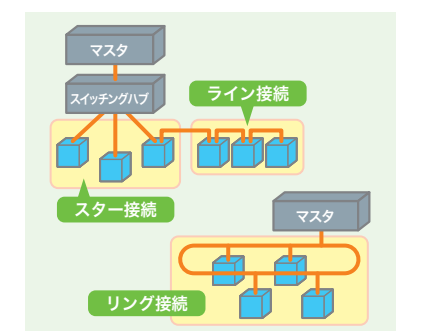 マスタ
スイッチングハブ
ライン接続
スター接続
マスタ
リング接続